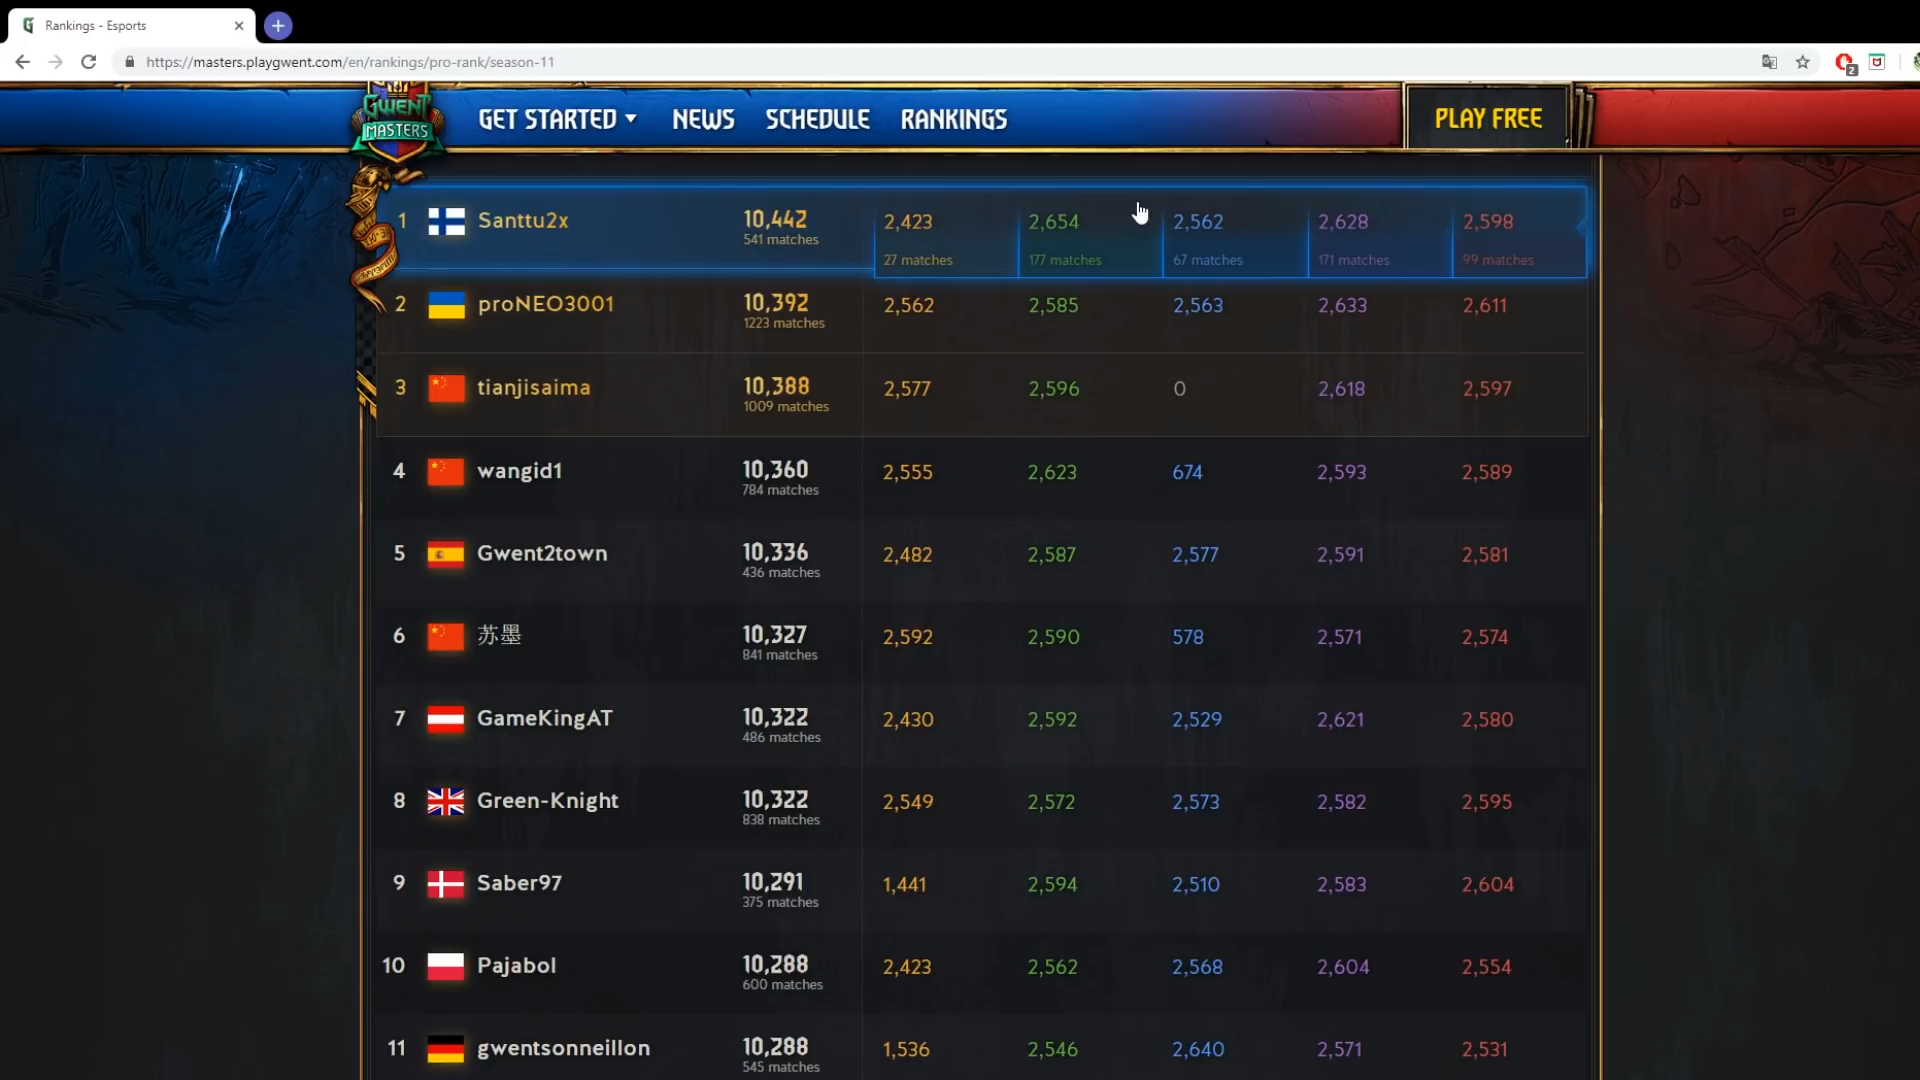 Rankings - Esports
https://masters.playgwent.com/en/rankings/pro-rank/season-11
2
GWENT
MASTERS
GET STARTED NEWS SCHEDULE RANKINGS PLAY FREE
1 Santtu2x 10,442 2,423 2,654 2,562 2,628 2,598
541 matches 27 matches 177 matches 67 matches 171 matches 99 matches
2 proNEO3001 10,392 2,562 2,585 2,563 2,633 2,611
1223 matches
3 tianjisaima 10,388 2,577 2,596 0 2,618 2,597
1009 matches
4 wangid1 10,360 2,555 2,623 674 2,593 2,589
784 matches
5 Gwent2town 10,336 2,482 2,587 2,577 2,591 2,581
436 matches
6 苏墨 10,327 2,592 2,590 578 2,571 2,574
841 matches
7 GameKingAT 10,322 2,430 2,592 2,529 2,621 2,580
486 matches
8 Green-Knight 10,322 2,549 2,572 2,573 2,582 2,595
838 matches
9 Saber97 10,291 1,441 2,594 2,510 2,583 2,604
375 matches
10 Pajabol 10,288 2,423 2,562 2,568 2,604 2,554
600 matches
11 gwentsonneillon 10,288 1,536 2,546 2,640 2,571 2,531
545 matches